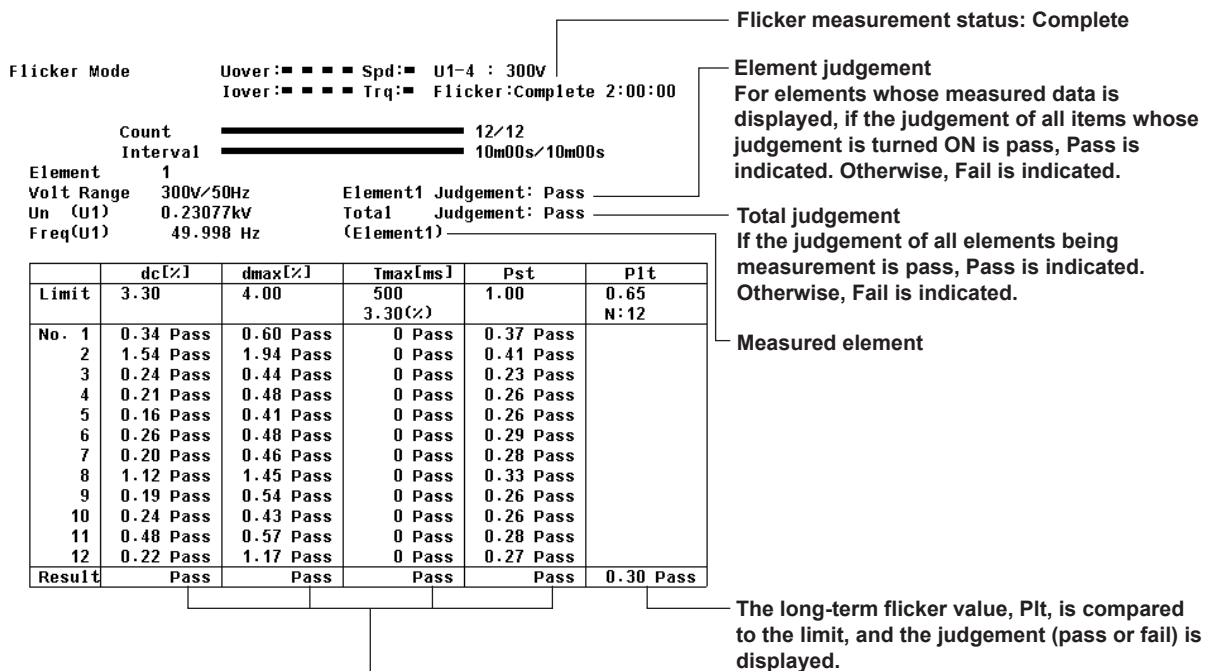 Flicker measurement status: Complete
Flicker Mode Uover: Spd: U1-4 : 300V
Iover: Trq: Flicker:Complete 2:00:00
Element judgement
For elements whose measured data is
displayed, if the judgement of all items whose
judgement is turned ON is pass, Pass is
indicated. Otherwise, Fail is indicated.
Count 12/12
Interval 10m00s/10m00s
Element 1
Volt Range 300V/50Hz Element1 Judgement: Pass
Un (U1) 0.23077kV Total Judgement: Pass
Freq(U1) 49.998 Hz (Element1)
Total judgement
If the judgement of all elements being
measurement is pass, Pass is indicated.
Otherwise, Fail is indicated.
Measured element
dc[%] dmax[%] Tmax[ms] Pst Plt
Limit 3.30 4.00 500 1.00 0.65
3.30(%) N:12
No. 1 0.34 Pass 0.60 Pass 0 Pass 0.37 Pass
2 1.54 Pass 1.94 Pass 0 Pass 0.41 Pass
3 0.24 Pass 0.44 Pass 0 Pass 0.23 Pass
4 0.21 Pass 0.48 Pass 0 Pass 0.26 Pass
5 0.16 Pass 0.41 Pass 0 Pass 0.26 Pass
6 0.26 Pass 0.48 Pass 0 Pass 0.29 Pass
7 0.20 Pass 0.46 Pass 0 Pass 0.28 Pass
8 1.12 Pass 1.45 Pass 0 Pass 0.33 Pass
9 0.19 Pass 0.54 Pass 0 Pass 0.26 Pass
10 0.24 Pass 0.43 Pass 0 Pass 0.26 Pass
11 0.48 Pass 0.57 Pass 0 Pass 0.28 Pass
12 0.22 Pass 1.17 Pass 0 Pass 0.27 Pass
Result Pass Pass Pass Pass 0.30 Pass
The long-term flicker value, Plt, is compared
to the limit, and the judgement (pass or fail) is
displayed.